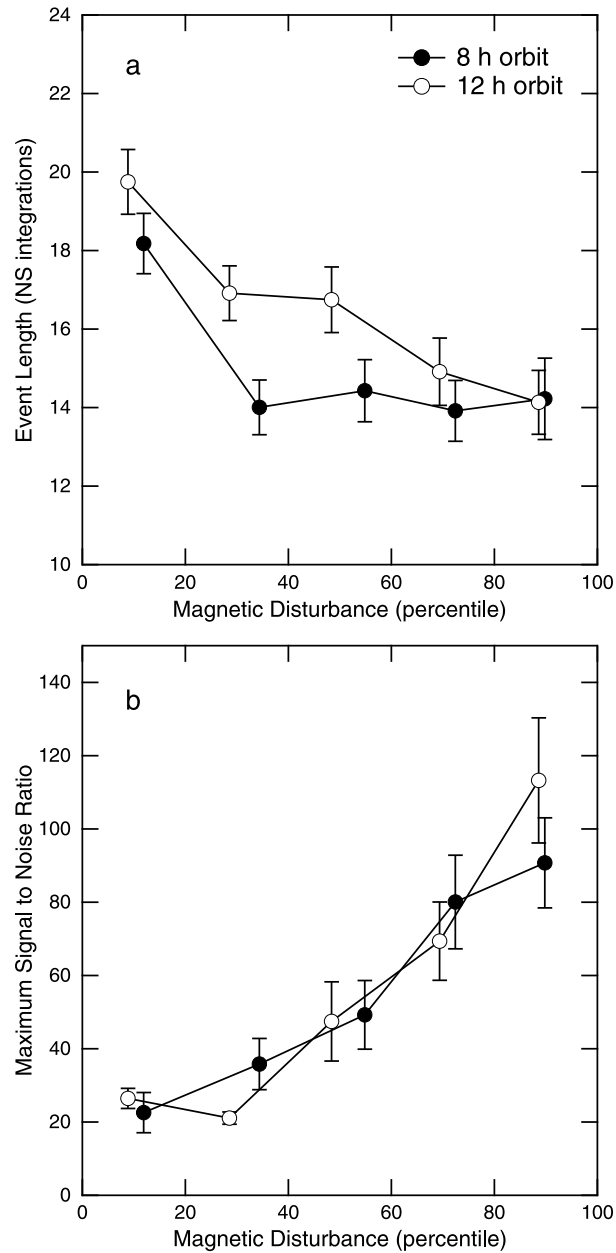 24
a
8 h orbit
12 h orbit
22
20
18
16
14
12
10
Event Length (NS integrations)
0 20 40 60 80 100
Magnetic Disturbance (percentile)
b
140
120
100
80
60
40
20
0
Maximum Signal to Noise Ratio
0 20 40 60 80 100
Magnetic Disturbance (percentile)